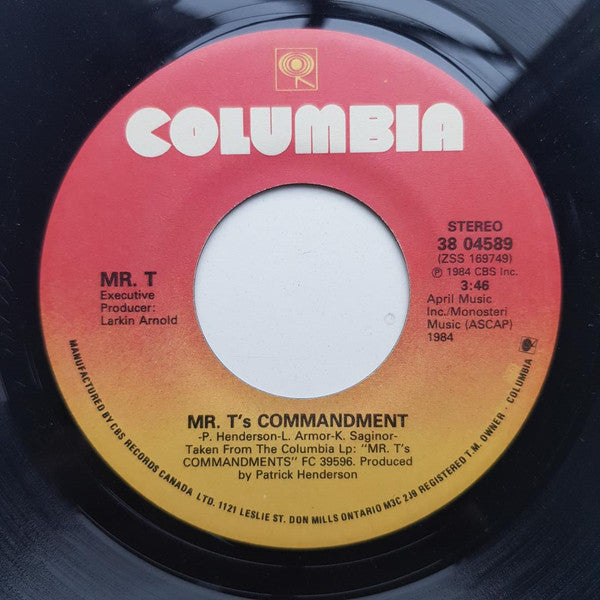 COLUMBIA
STEREO
38 04589
(ZSS 169749)
℗ 1984 CBS Inc.
3:46
April Music
Inc./Monosteri
Music (ASCAP)
1984
MR. T
Executive
Producer:
Larkin Arnold
MR. T's COMMANDMENT
-P. Henderson-L. Armor-K. Saginor-
Taken From The Columbia Lp: "MR. T's
COMMANDMENTS" FC 39596. Produced
by Patrick Henderson
MANUFACTURED BY CBS RECORDS CANADA LTD. 1121 LESLIE ST. DON MILLS ONTARIO M3C 2J9 REGISTERED T.M. OWNER · COLUMBIA ·